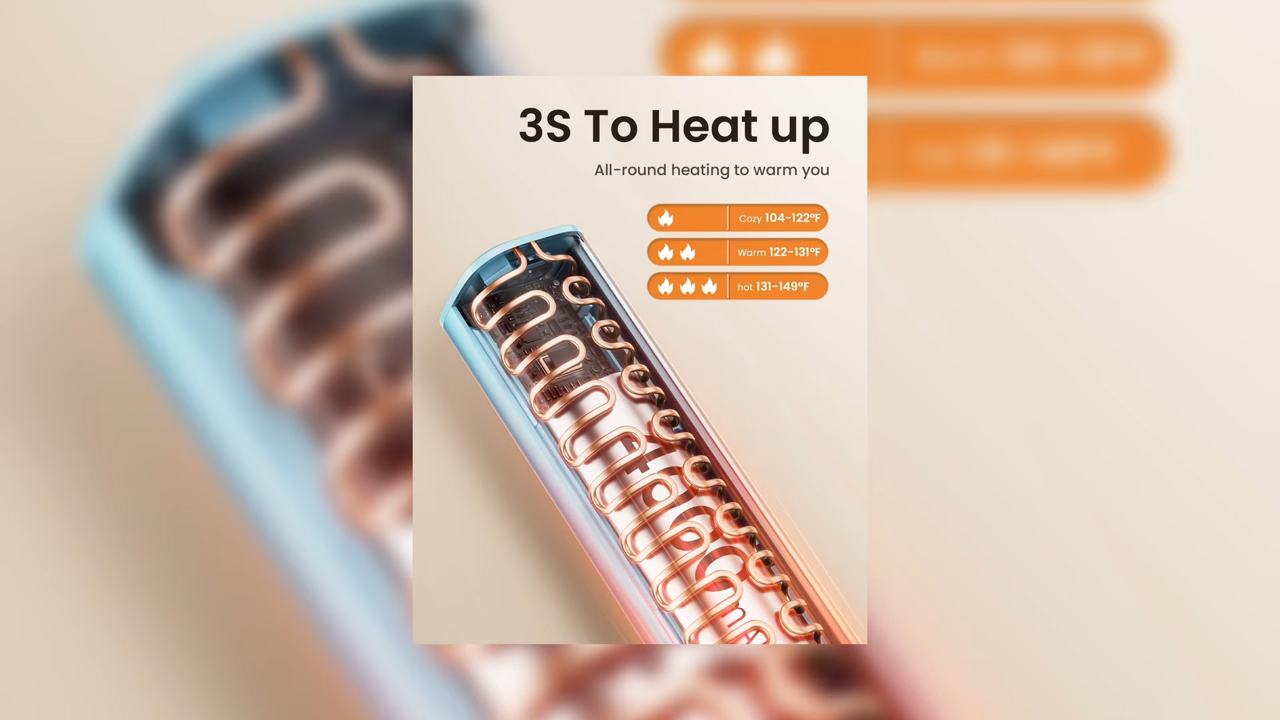 3S To Heat up
All-round heating to warm you
Cozy 104-122°F
Warm 122-131°F
hot 131-149°F